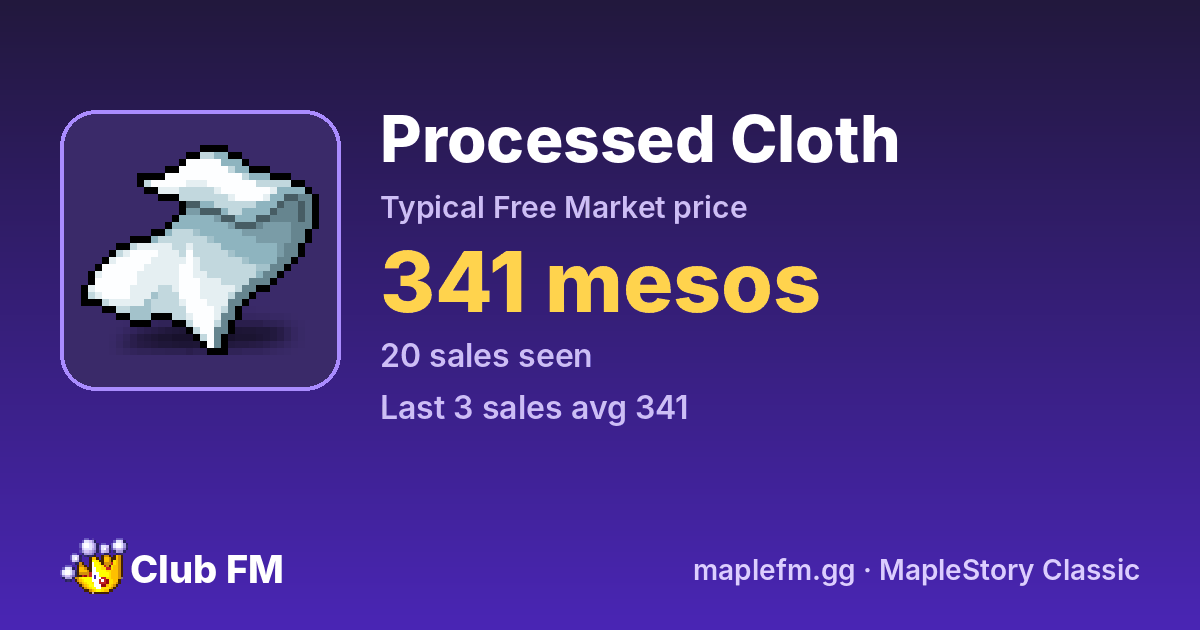 Processed Cloth
Typical Free Market price
341 mesos
20 sales seen
Last 3 sales avg 341
Club FM
maplefm.gg · MapleStory Classic